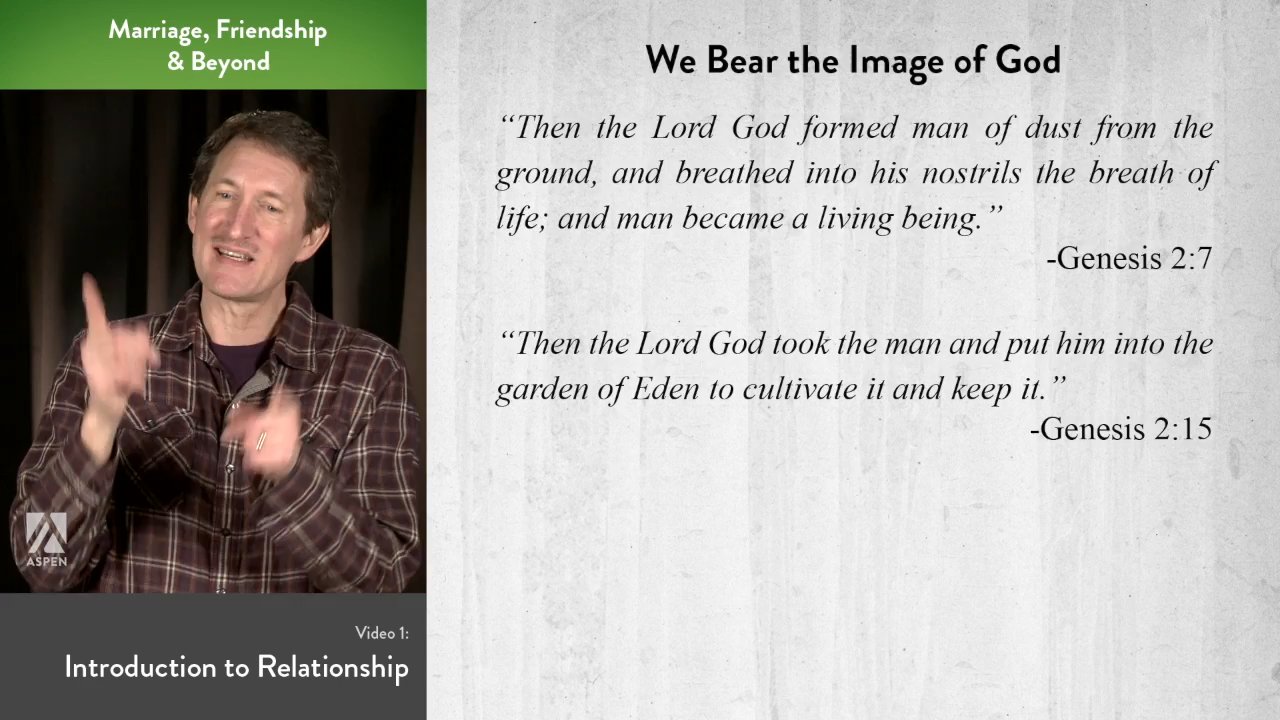 Marriage, Friendship
& Beyond
ASPEN
Video 1:
Introduction to Relationship
We Bear the Image of God
“Then the Lord God formed man of dust from the
ground, and breathed into his nostrils the breath of
life; and man became a living being.”
-Genesis 2:7
“Then the Lord God took the man and put him into the
garden of Eden to cultivate it and keep it.”
-Genesis 2:15